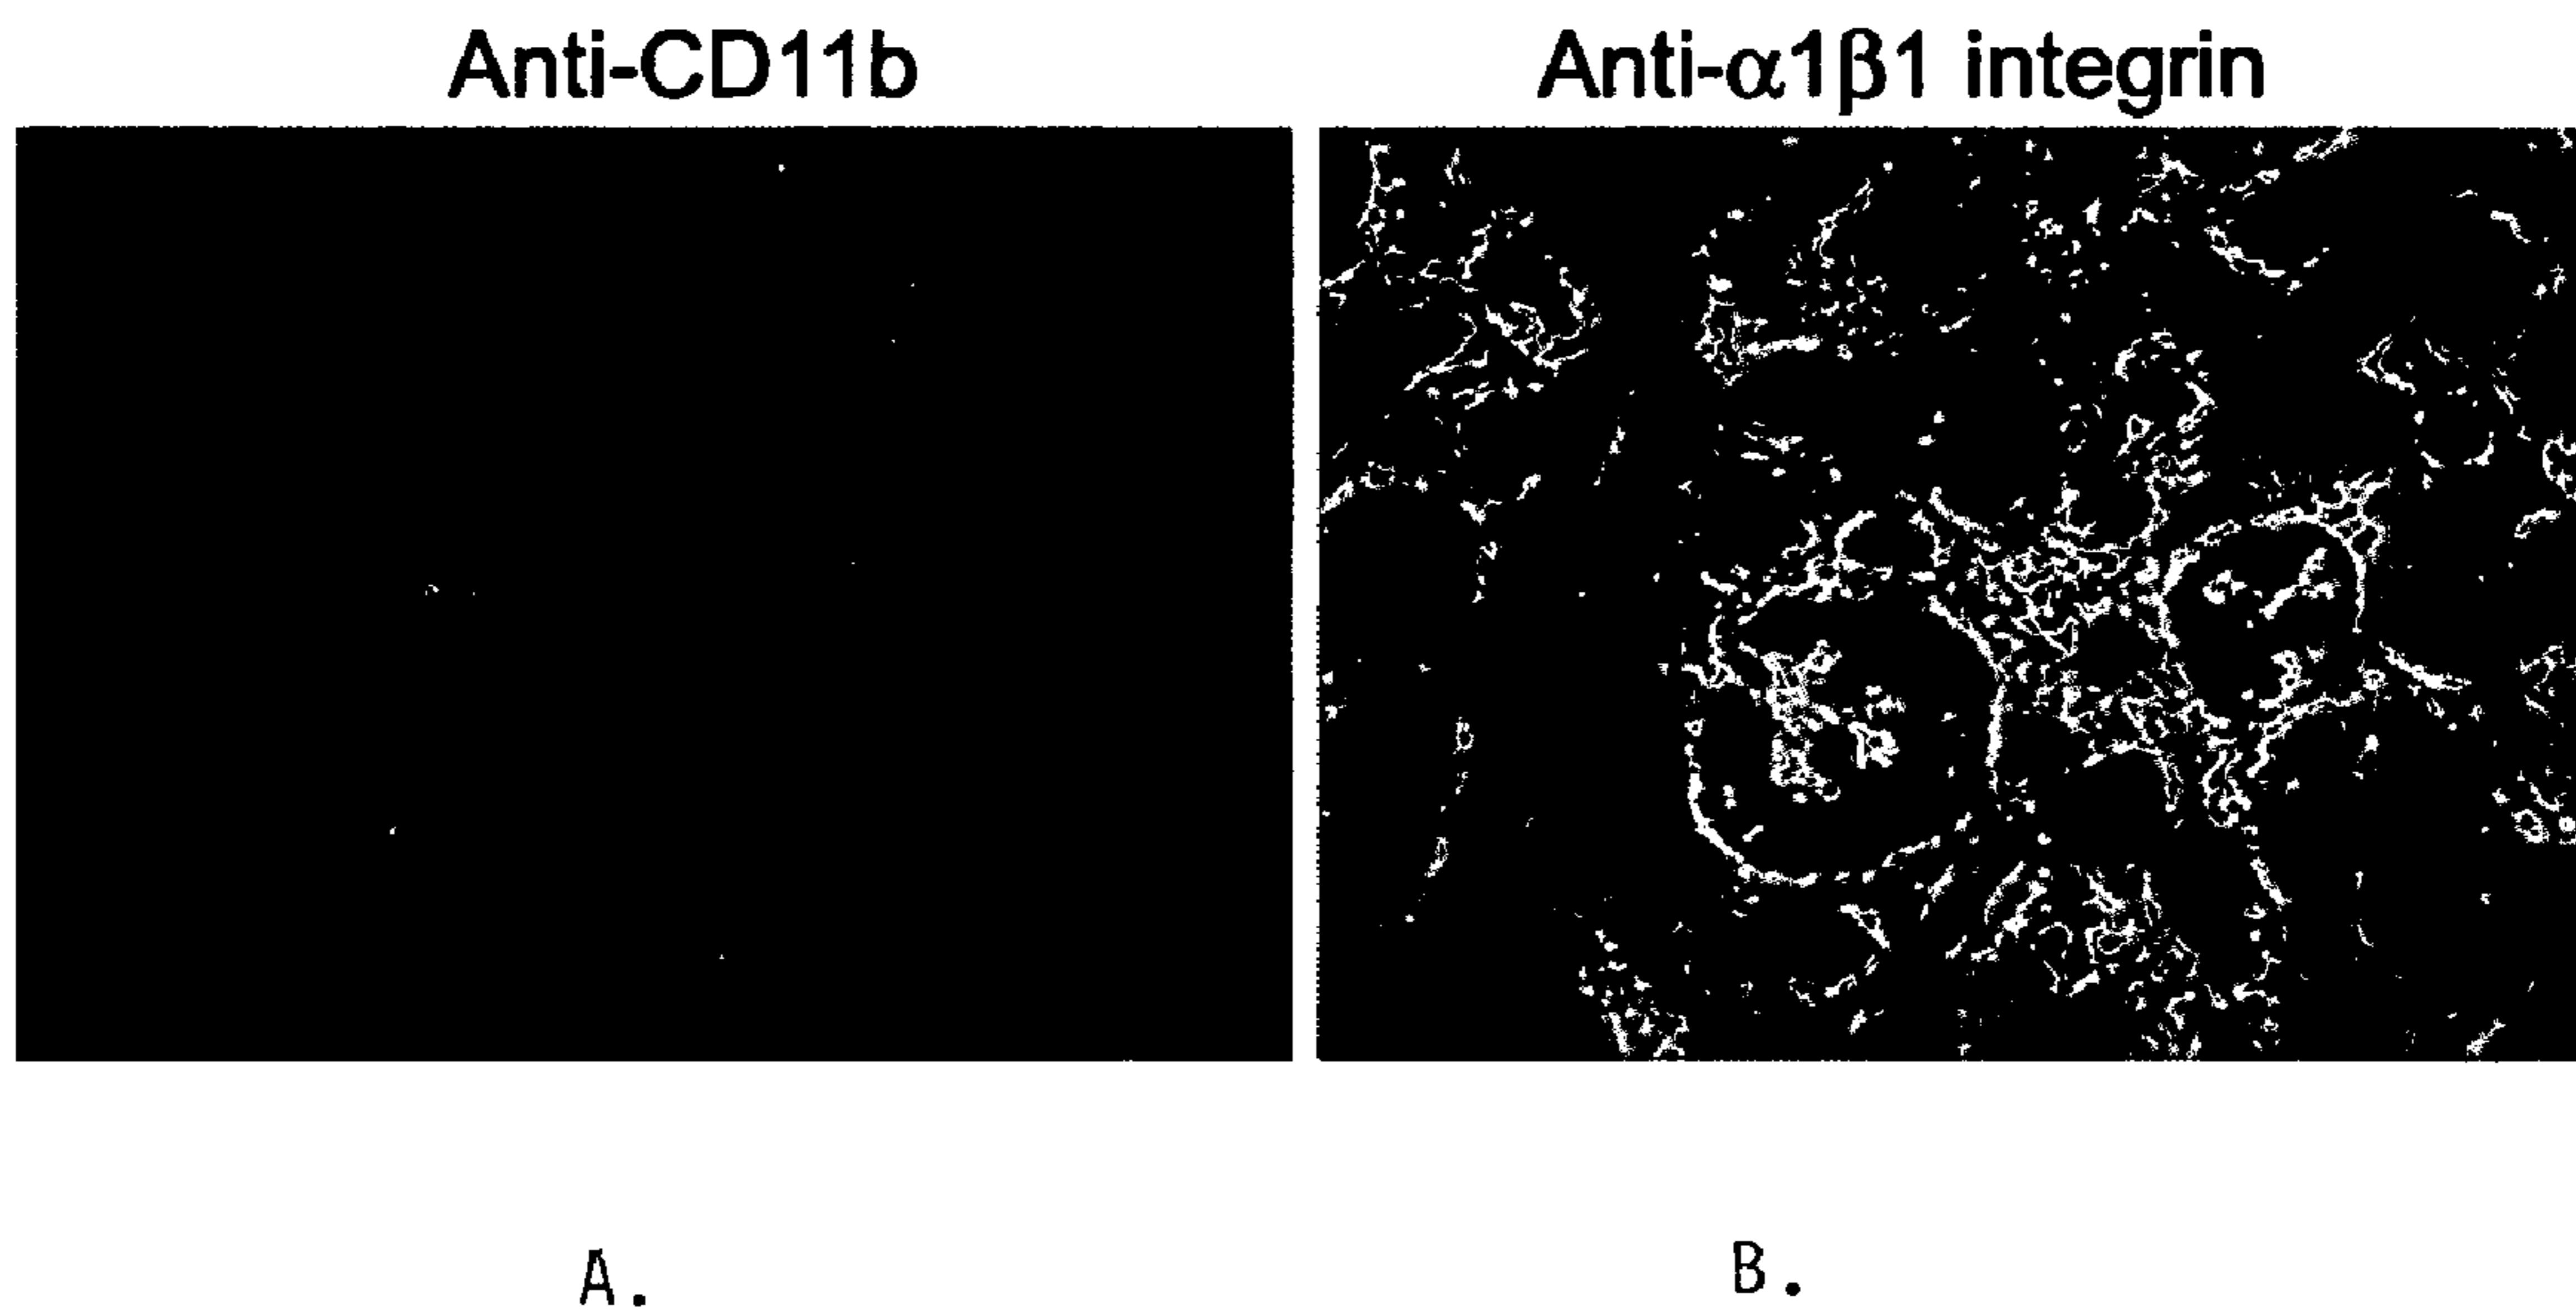 Anti-CD11b
Anti-α1β1 integrin
A.
B.